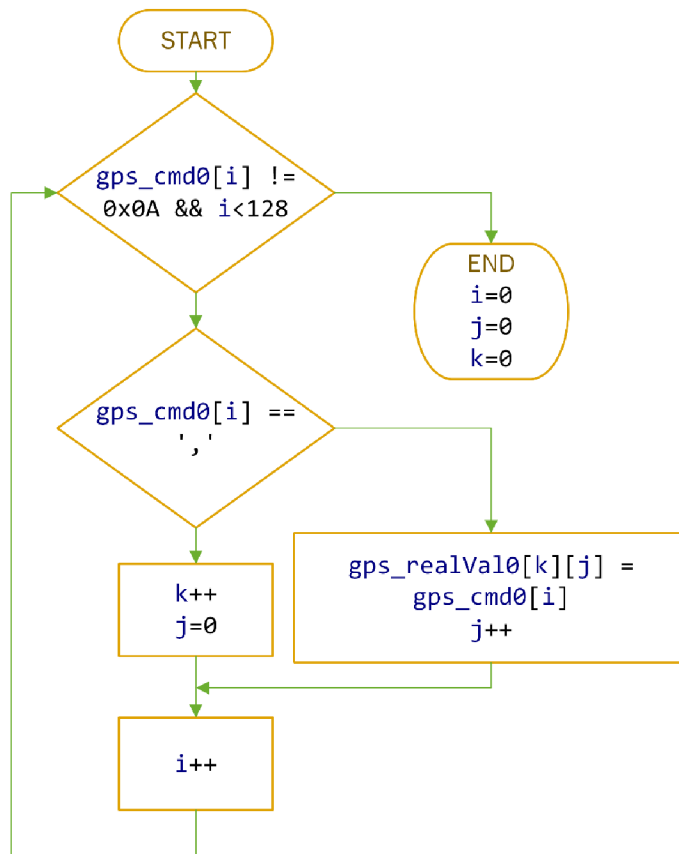 START
gps_cmd0[i] !=
0x0A && i<128
END
i=0
j=0
k=0
gps_cmd0[i] ==
','
k++
j=0
gps_realVal0[k][j] =
gps_cmd0[i]
j++
i++